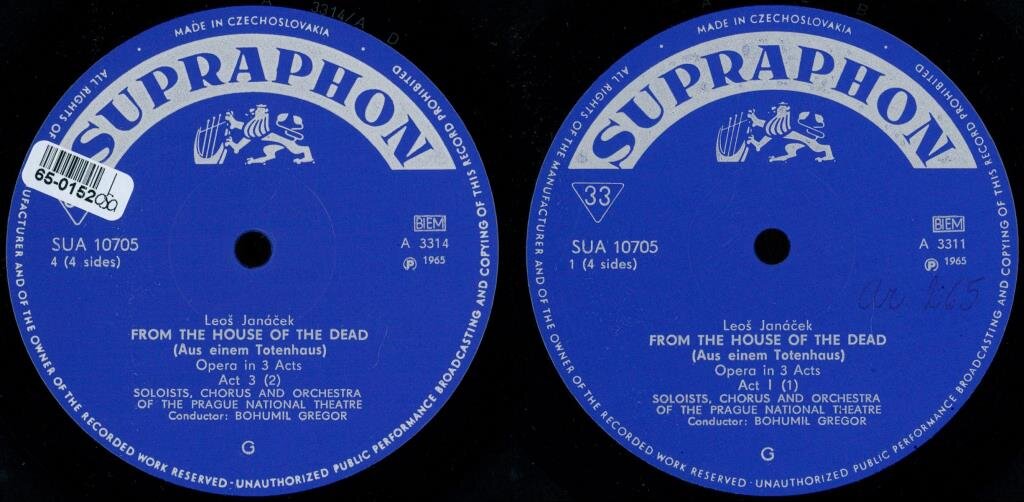 3314/A
MADE IN CZECHOSLOVAKIA
ALL RIGHTS OF
UFACTURER AND OF THE OWNER OF THE RECORDED WORK RESERVED - UNAUTHORIZED PUBLIC PERFORMANCE BROADCASTING AND COPYING OF THIS RECORD PROHIBITED
SUPRAPHON
65-0152
SUA 10705
4 (4 sides)
BIEM
A 3314
Ⓟ 1965
Leoš Janáček
FROM THE HOUSE OF THE DEAD
(Aus einem Totenhaus)
Opera in 3 Acts
Act 3 (2)
SOLOISTS, CHORUS AND ORCHESTRA
OF THE PRAGUE NATIONAL THEATRE
Conductor: BOHUMIL GREGOR
G
MADE IN CZECHOSLOVAKIA
ALL RIGHTS OF THE MANUFACTURER AND OF THE OWNER OF THE RECORDED WORK RESERVED - UNAUTHORIZED PUBLIC PERFORMANCE BROADCASTING AND COPYING OF THIS RECORD PROHIBITED
SUPRAPHON
33
SUA 10705
1 (4 sides)
BIEM
A 3311
Ⓟ 1965
Leoš Janáček
FROM THE HOUSE OF THE DEAD
(Aus einem Totenhaus)
Opera in 3 Acts
Act I (1)
SOLOISTS, CHORUS AND ORCHESTRA
OF THE PRAGUE NATIONAL THEATRE
Conductor: BOHUMIL GREGOR
G